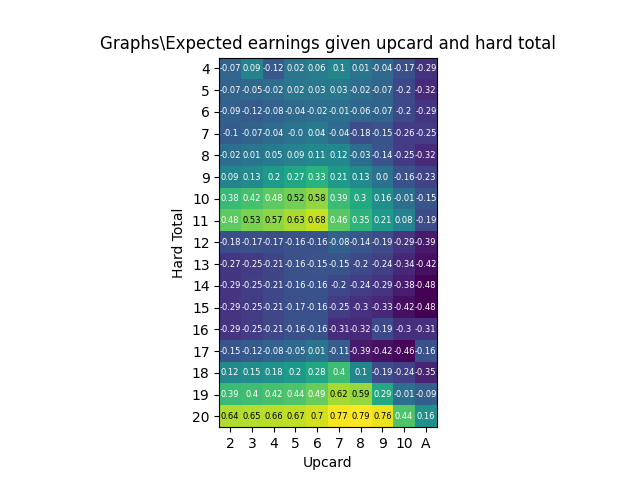 Graphs\Expected earnings given upcard and hard total
4 -0.07 0.09 -0.12 0.02 0.06 0.1 0.01 -0.04 -0.17 -0.29
5 -0.07 -0.05 -0.02 0.02 0.03 0.03 -0.02 -0.07 -0.2 -0.32
6 -0.09 -0.12 -0.08 -0.04 -0.02 -0.01 -0.06 -0.07 -0.2 -0.29
7 -0.1 -0.07 -0.04 -0.0 0.04 -0.04 -0.18 -0.15 -0.26 -0.25
8 -0.02 0.01 0.05 0.09 0.11 0.12 -0.03 -0.14 -0.25 -0.32
9 0.09 0.13 0.2 0.27 0.33 0.21 0.13 0.0 -0.16 -0.23
10 0.38 0.42 0.48 0.52 0.58 0.39 0.3 0.16 -0.01 -0.15
11 0.48 0.53 0.57 0.63 0.68 0.46 0.35 0.21 0.08 -0.19
12 -0.18 -0.17 -0.17 -0.16 -0.16 -0.08 -0.14 -0.19 -0.29 -0.39
13 -0.27 -0.25 -0.21 -0.16 -0.15 -0.15 -0.2 -0.24 -0.34 -0.42
14 -0.29 -0.25 -0.21 -0.16 -0.16 -0.2 -0.24 -0.29 -0.38 -0.48
15 -0.29 -0.25 -0.21 -0.17 -0.16 -0.25 -0.3 -0.33 -0.42 -0.48
16 -0.29 -0.25 -0.21 -0.16 -0.16 -0.31 -0.32 -0.19 -0.3 -0.31
17 -0.15 -0.12 -0.08 -0.05 0.01 -0.11 -0.39 -0.42 -0.46 -0.16
18 0.12 0.15 0.18 0.2 0.28 0.4 0.1 -0.19 -0.24 -0.35
19 0.39 0.4 0.42 0.44 0.49 0.62 0.59 0.29 -0.01 -0.09
20 0.64 0.65 0.66 0.67 0.7 0.77 0.79 0.76 0.44 0.16
Hard Total
2 3 4 5 6 7 8 9 10 A
Upcard